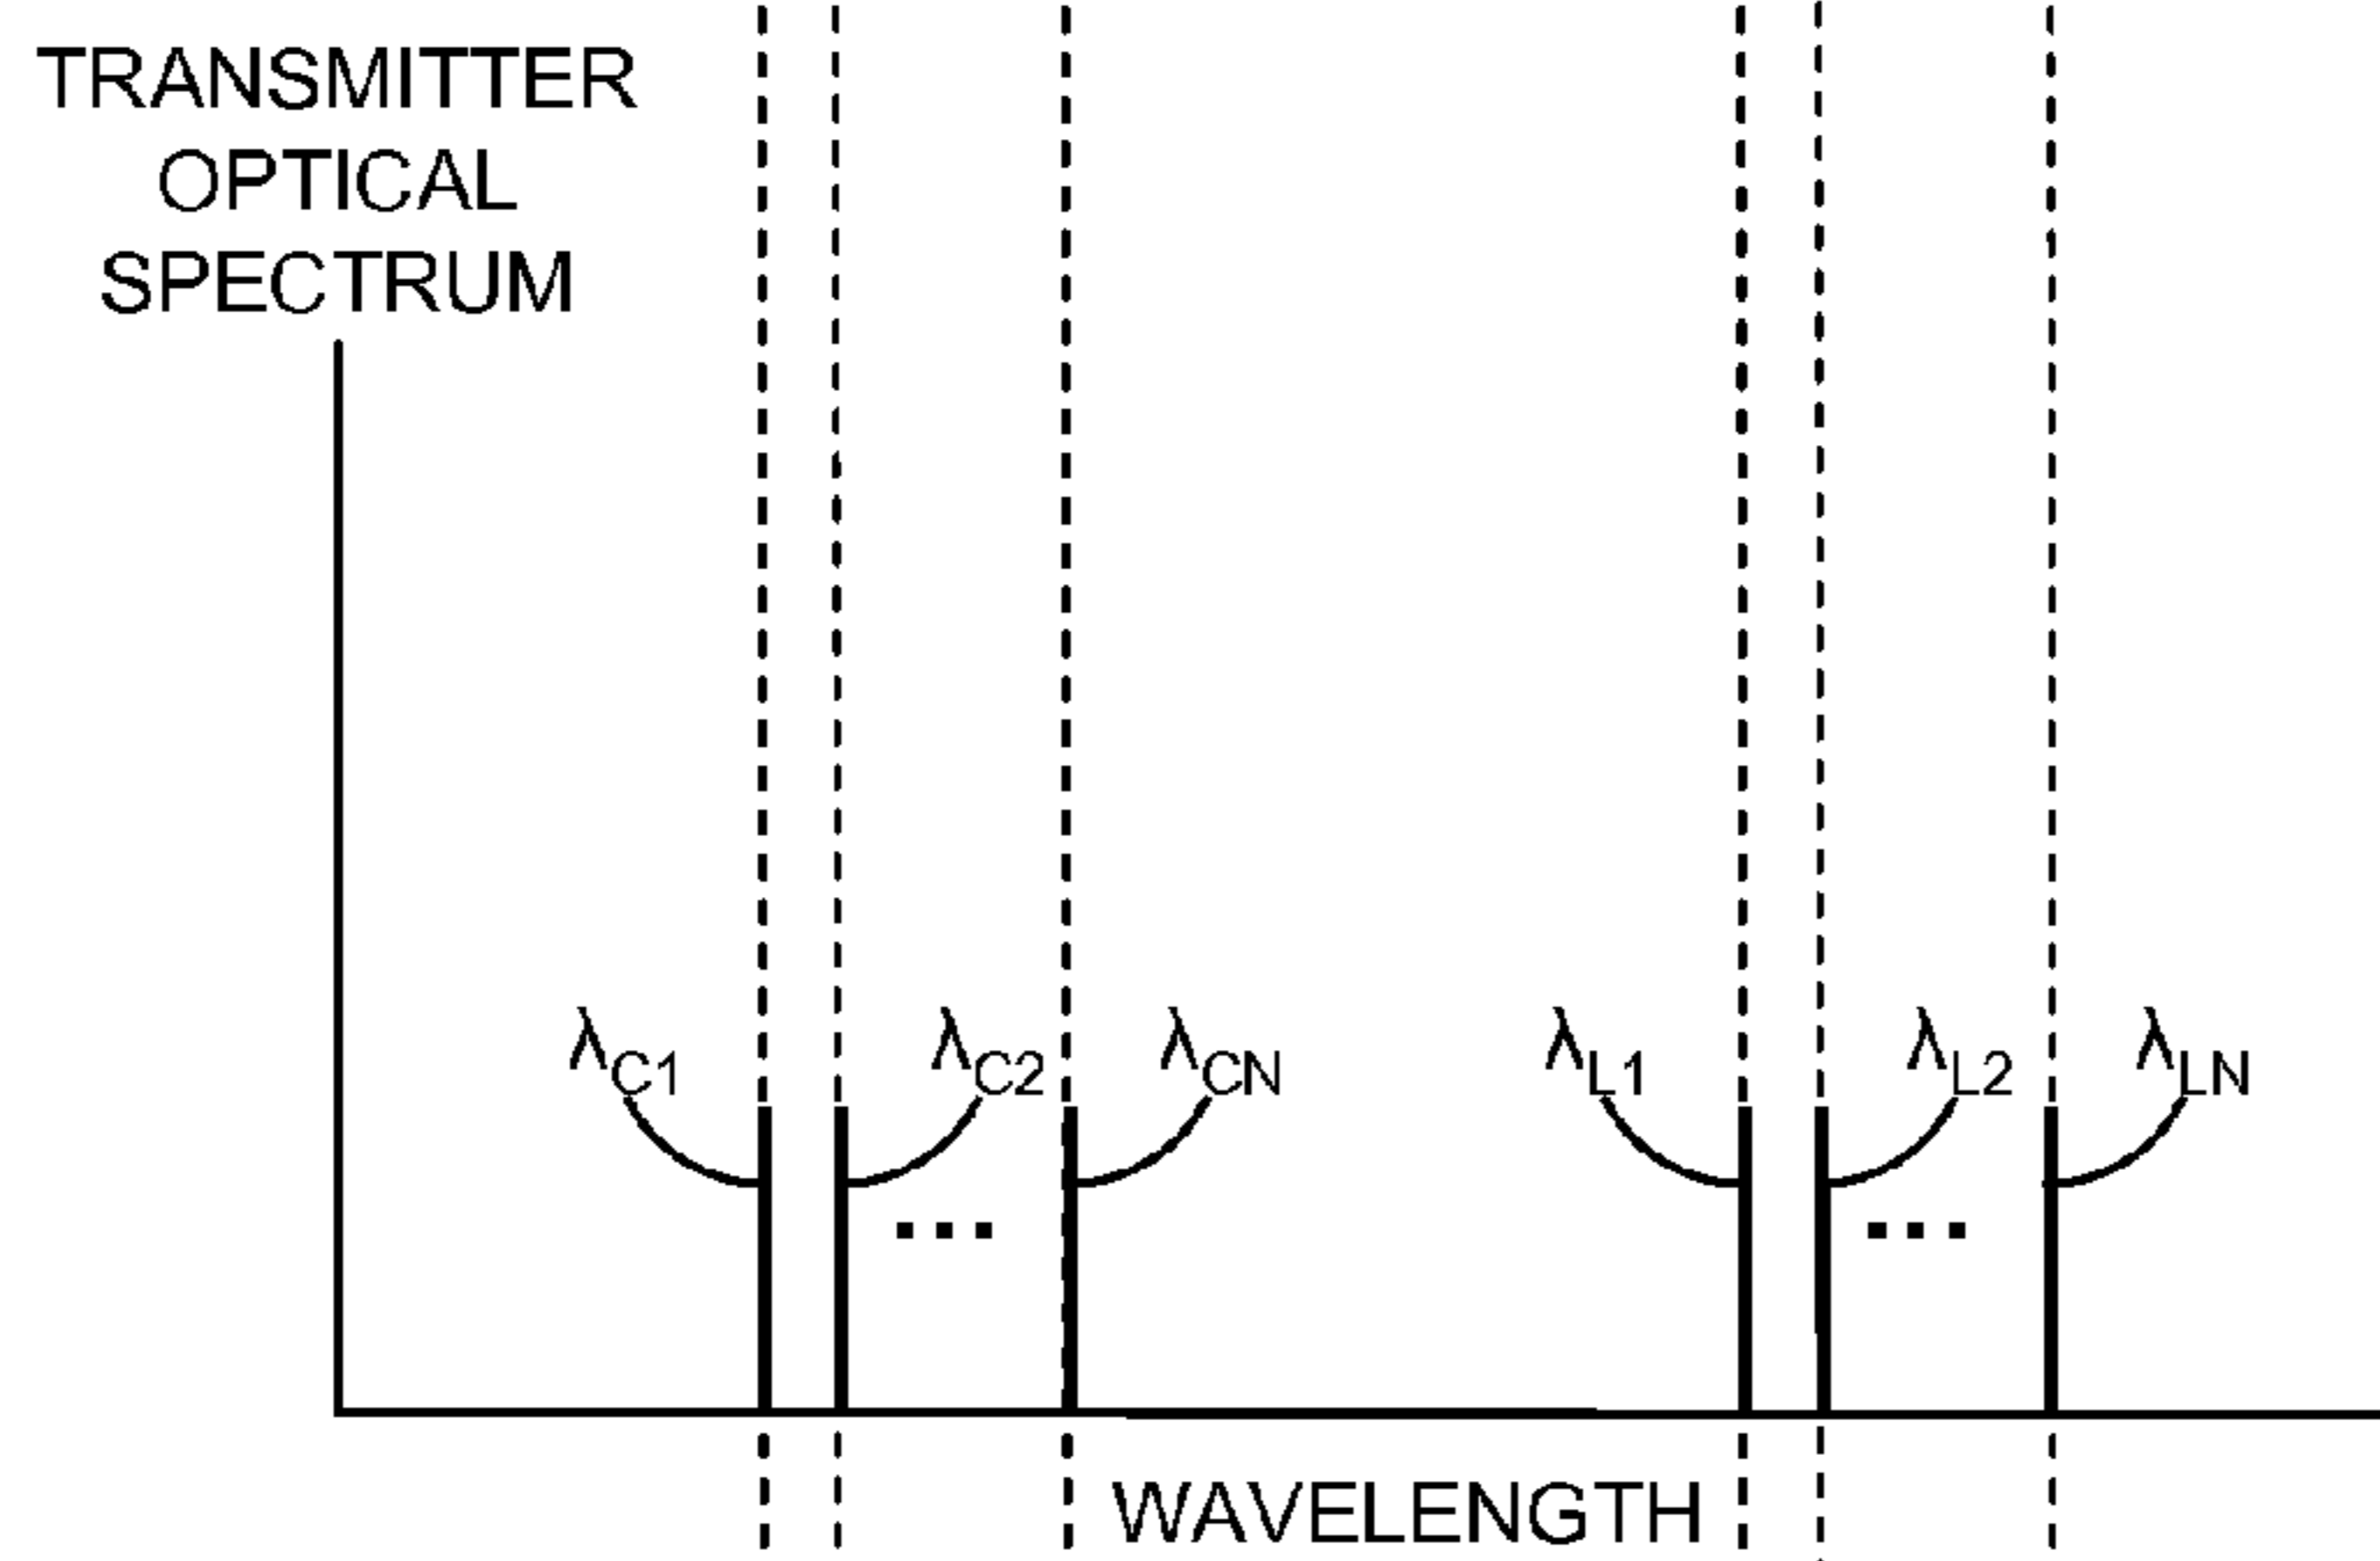 TRANSMITTER
OPTICAL
SPECTRUM
λC1 λC2 λCN λL1 λL2 λLN
...
...
WAVELENGTH